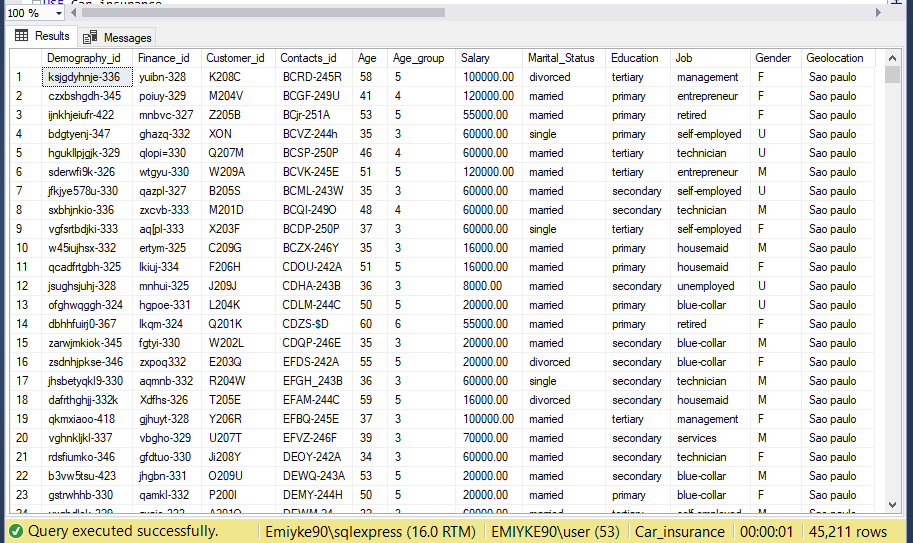 100 %
Results Messages
Demography_id Finance_id Customer_id Contacts_id Age Age_group Salary Marital_Status Education Job Gender Geolocation
1 ksjgdyhnje-336 yuibn-328 K208C BCRD-245R 58 5 100000.00 divorced tertiary management F Sao paulo
2 czxbshgdh-345 poiuy-329 M204V BCGF-249U 41 4 120000.00 married primary entrepreneur F Sao paulo
3 ijnkhjeiufr-422 mnbvc-327 Z205B BCjr-251A 53 5 55000.00 married primary retired F Sao paulo
4 bdgtyenj-347 ghazq-332 XON BCVZ-244h 35 3 60000.00 single primary self-employed U Sao paulo
5 hgukllpjgjk-329 qlopi=330 Q207M BCSP-250P 46 4 60000.00 married tertiary technician U Sao paulo
6 sderwfi9k-326 wtgyu-330 W209A BCVK-245E 51 5 120000.00 married tertiary entrepreneur M Sao paulo
7 jfkjye578u-330 qazpl-327 B205S BCML-243W 35 3 60000.00 married secondary self-employed U Sao paulo
8 sxbhjnkio-336 zxcvb-333 M201D BCQI-249O 48 4 60000.00 married secondary technician M Sao paulo
9 vgfsrtbdjki-333 aq[pl-333 X203F BCDP-250P 37 3 60000.00 single tertiary self-employed F Sao paulo
10 w45iujhsx-332 ertym-325 C209G BCZX-246Y 35 3 16000.00 married primary housemaid M Sao paulo
11 qcadfrtgbh-325 lkiuj-334 F206H CDOU-242A 51 5 16000.00 married primary housemaid F Sao paulo
12 jsughsjuhj-328 mnhui-325 J209J CDHA-243B 36 3 8000.00 married secondary unemployed U Sao paulo
13 ofghwqggh-324 hgpoe-331 L204K CDLM-244C 50 5 20000.00 married primary blue-collar U Sao paulo
14 dbhhfuirj0-367 lkqm-324 Q201K CDZS-$D 60 6 55000.00 married primary retired F Sao paulo
15 zarwjmkiok-345 fgtyi-330 W202L CDQP-246E 35 3 20000.00 married secondary blue-collar M Sao paulo
16 zsdnhjpkse-346 zxpoq332 E203Q EFDS-242A 55 5 20000.00 divorced secondary blue-collar F Sao paulo
17 jhsbetyqkl9-330 aqmnb-332 R204W EFGH_243B 36 3 60000.00 single secondary technician M Sao paulo
18 dafrthghjj-332k Xdfhs-326 T205E EFAM-244C 59 5 16000.00 divorced secondary housemaid M Sao paulo
19 qkmxiaoo-418 gjhuyt-328 Y206R EFBQ-245E 37 3 100000.00 married tertiary management F Sao paulo
20 vghnkljkl-337 vbgho-329 U207T EFVZ-246F 39 3 70000.00 married secondary services M Sao paulo
21 rdsfiumko-346 gfdtuo-330 Ji208Y DEOY-242A 34 3 60000.00 married secondary technician F Sao paulo
22 b3vw5tsu-423 jhgbn-331 O209U DEWQ-243A 53 5 20000.00 married secondary blue-collar M Sao paulo
23 gstrwhhb-330 qamkl-332 P200I DEMY-244H 50 5 20000.00 married primary blue-collar F Sao paulo
Query executed successfully. Emiyke90\sqlexpress (16.0 RTM) EMIYKE90\user (53) Car_insurance 00:00:01 45,211 rows